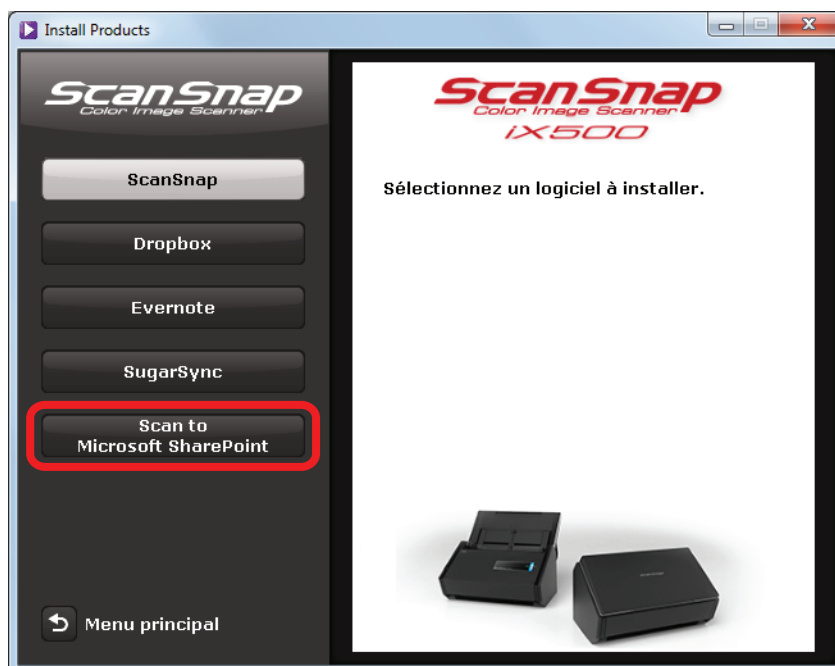 Install Products
ScanSnap
Color Image Scanner
ScanSnap
Dropbox
Evernote
SugarSync
Scan to
Microsoft SharePoint
Menu principal
ScanSnap
Color Image Scanner
iX500
Sélectionnez un logiciel à installer.